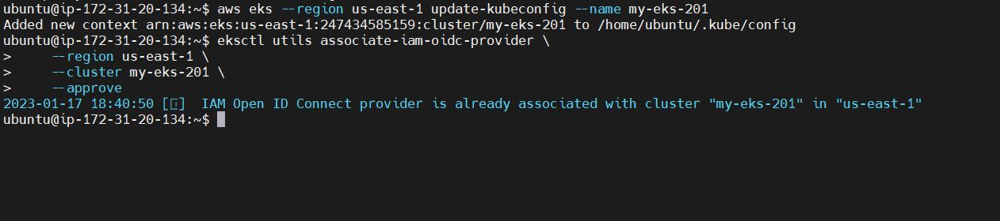 ubuntu@ip-172-31-20-134:~$ aws eks --region us-east-1 update-kubeconfig --name my-eks-201
Added new context arn:aws:eks:us-east-1:247434585159:cluster/my-eks-201 to /home/ubuntu/.kube/config
ubuntu@ip-172-31-20-134:~$ eksctl utils associate-iam-oidc-provider \
>     --region us-east-1 \
>     --cluster my-eks-201 \
>     --approve
2023-01-17 18:40:50 [ℹ]  IAM Open ID Connect provider is already associated with cluster "my-eks-201" in "us-east-1"
ubuntu@ip-172-31-20-134:~$